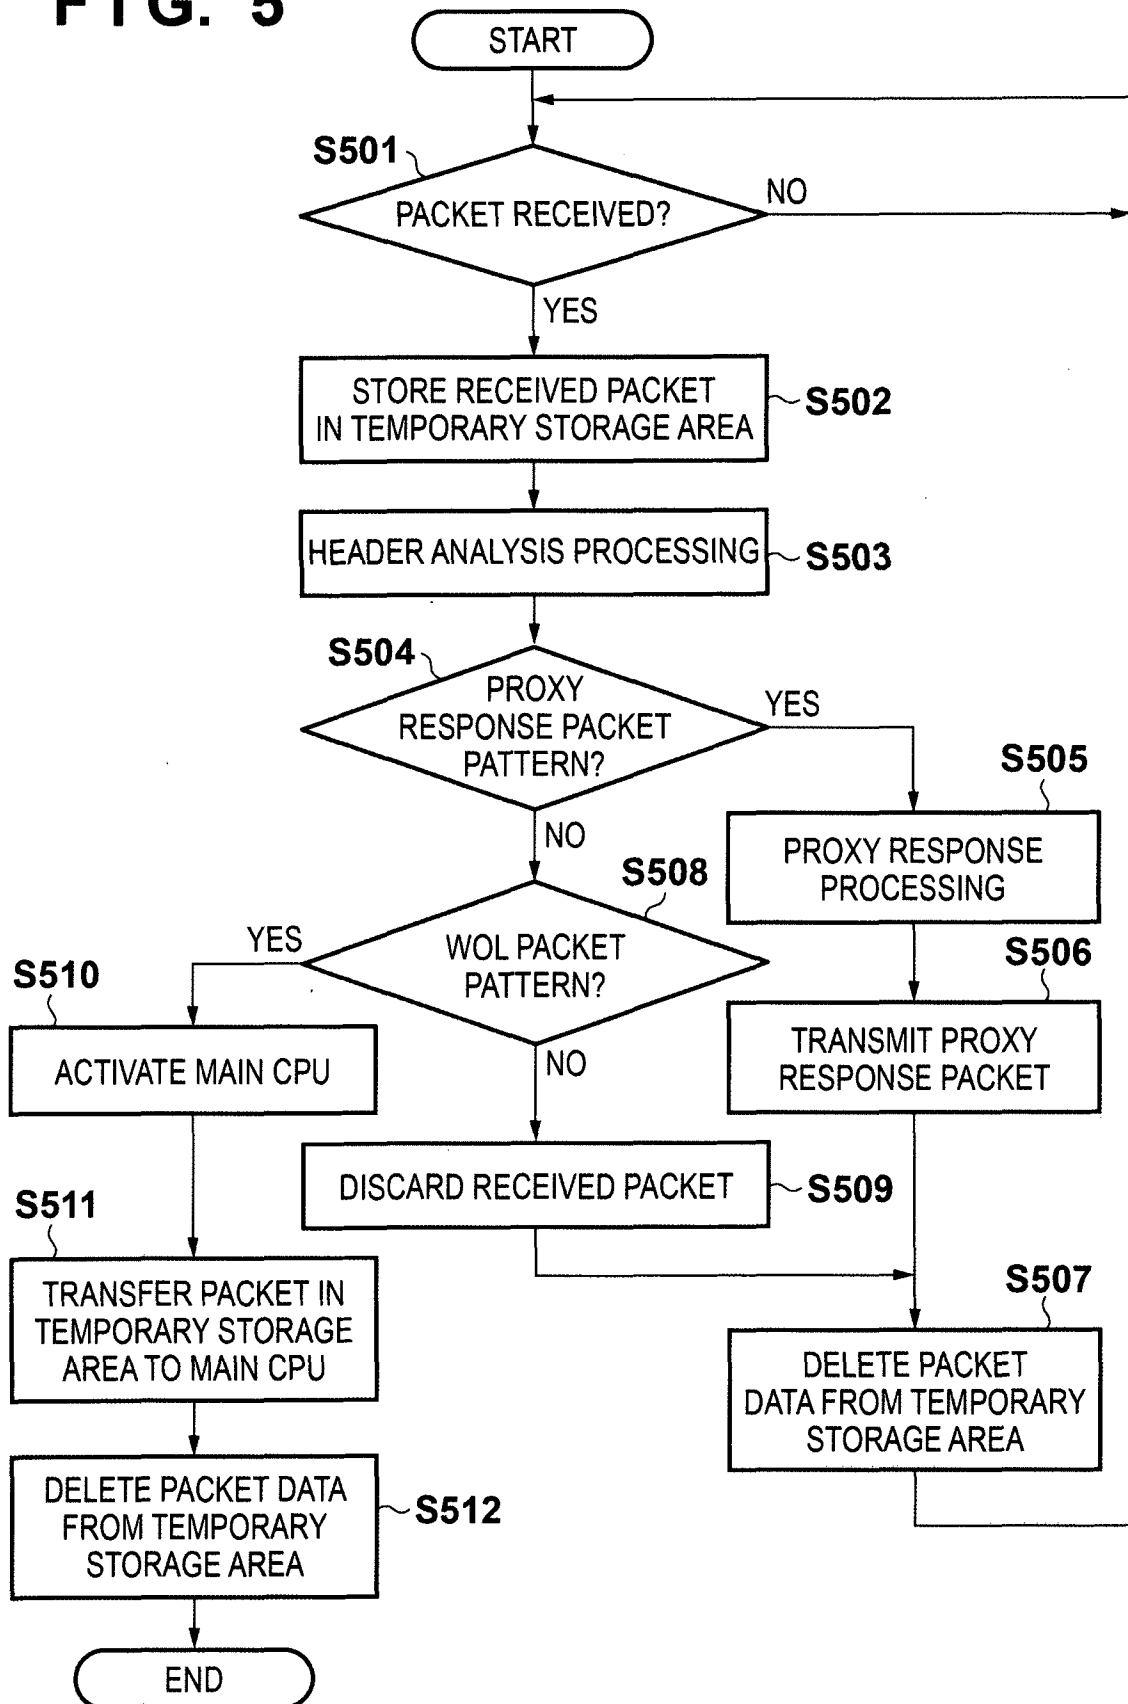 FIG. 5
START
S501
PACKET RECEIVED?
NO
YES
STORE RECEIVED PACKET
IN TEMPORARY STORAGE AREA
S502
HEADER ANALYSIS PROCESSING
S503
S504
PROXY
RESPONSE PACKET
PATTERN?
YES
NO
S505
PROXY RESPONSE
PROCESSING
S508
WOL PACKET
PATTERN?
YES
NO
S506
TRANSMIT PROXY
RESPONSE PACKET
S510
ACTIVATE MAIN CPU
DISCARD RECEIVED PACKET
S509
S511
TRANSFER PACKET IN
TEMPORARY STORAGE
AREA TO MAIN CPU
S507
DELETE PACKET
DATA FROM TEMPORARY
STORAGE AREA
DELETE PACKET DATA
FROM TEMPORARY
STORAGE AREA
S512
END